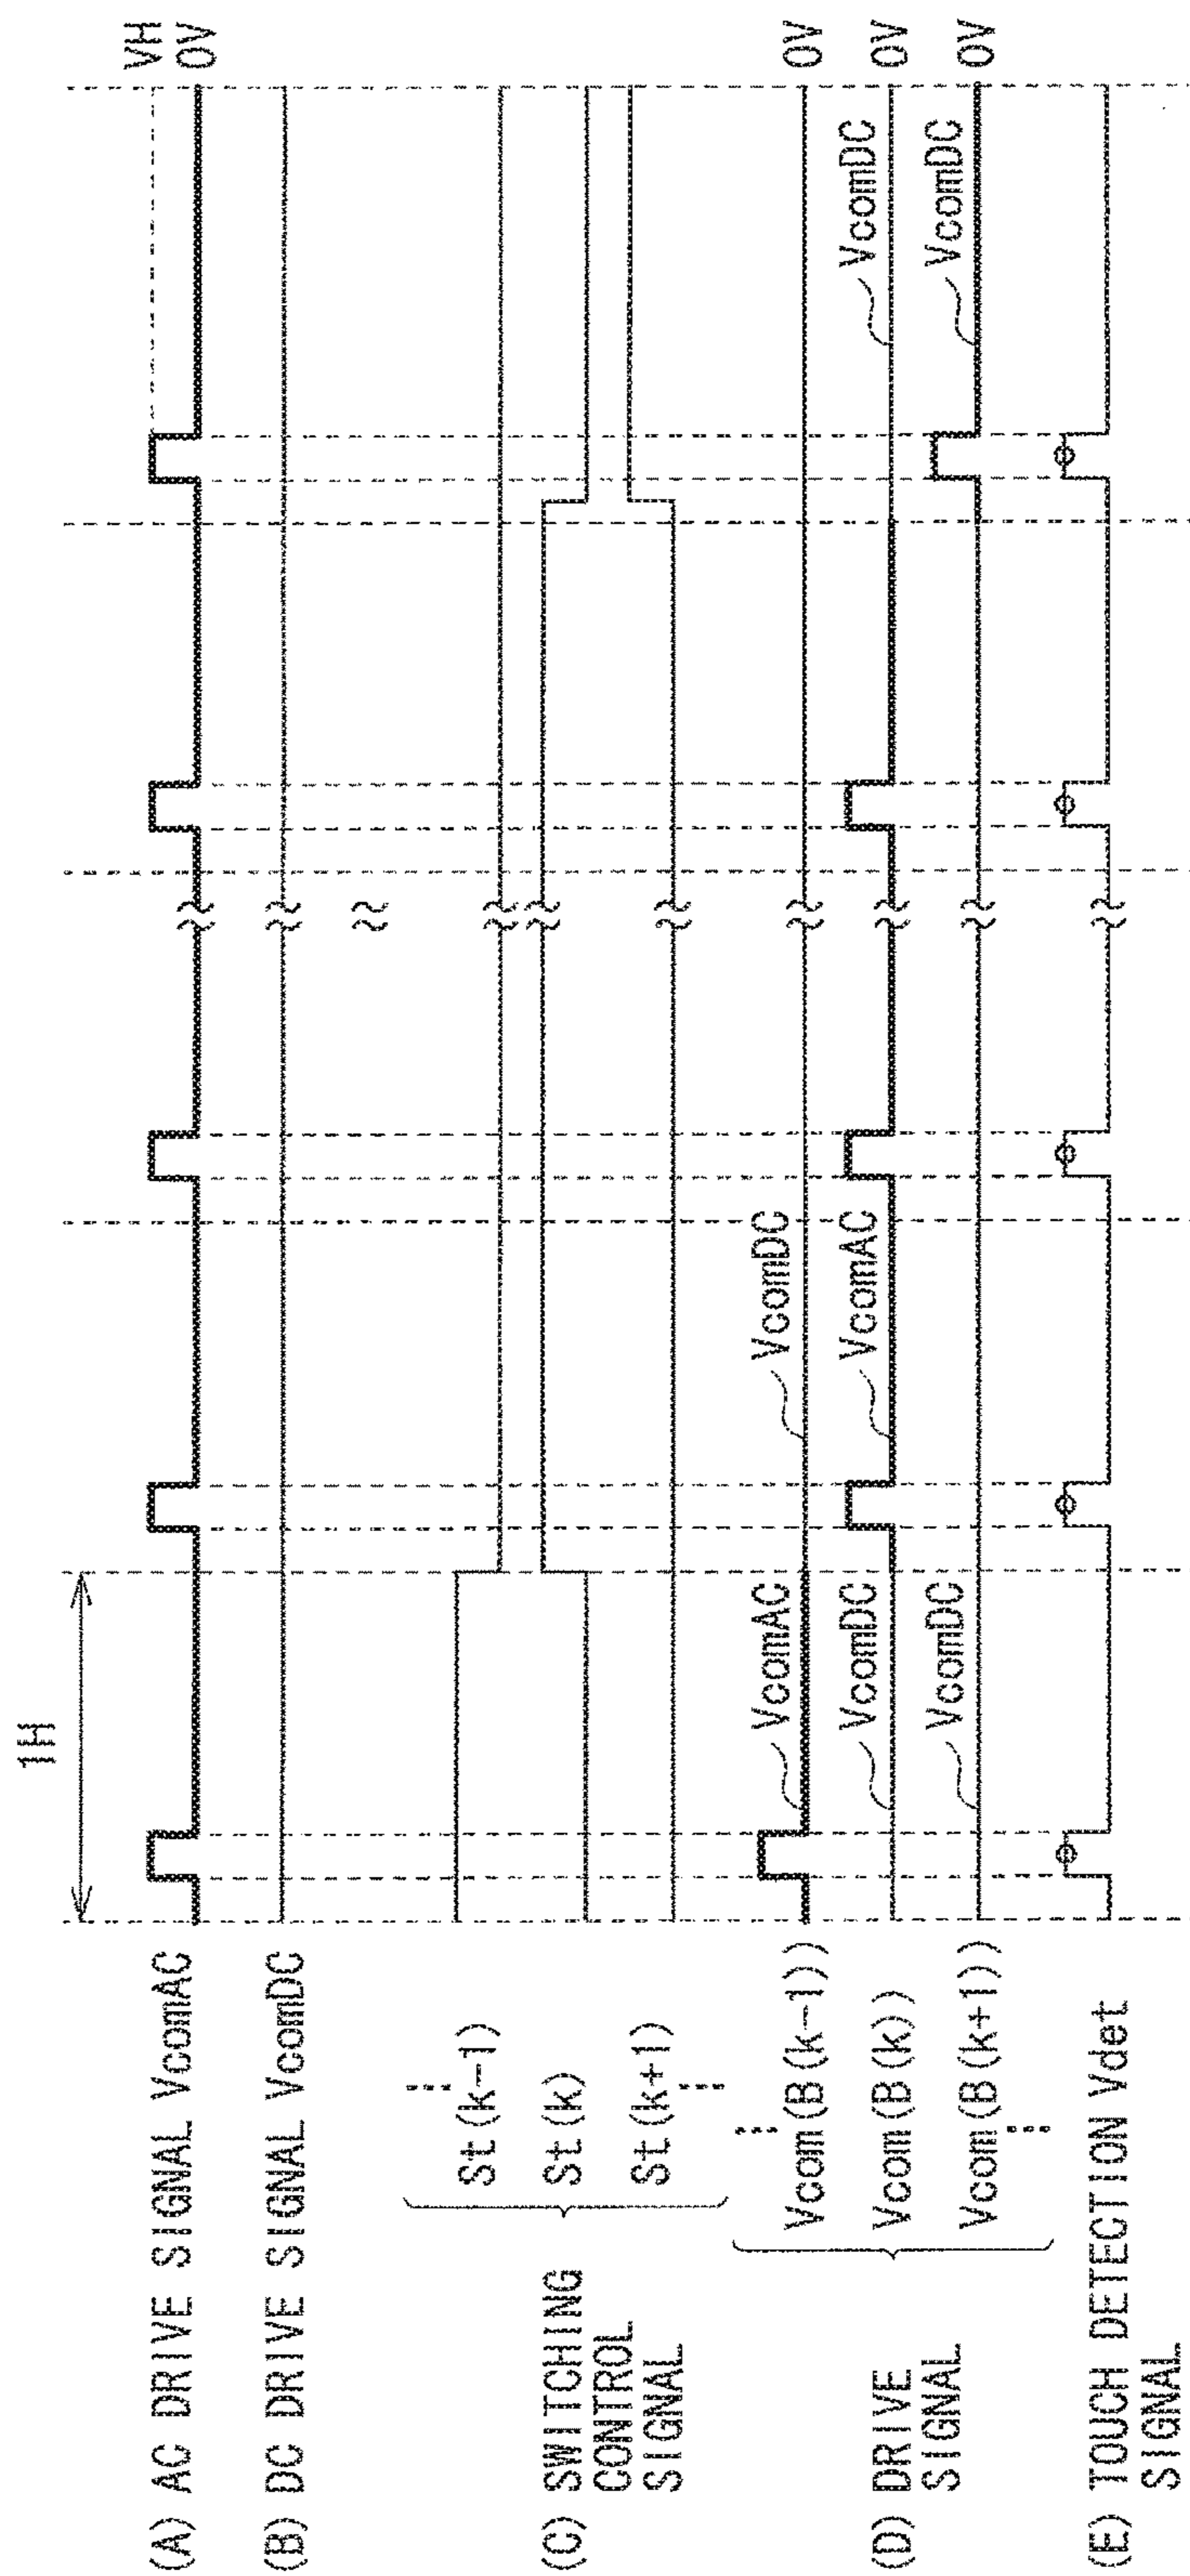 1H
(A) AC DRIVE SIGNAL VcomAC
VH
0V
(B) DC DRIVE SIGNAL VcomDC
(C) SWITCHING
CONTROL
SIGNAL
St(k-1)
St(k)
St(k+1)
(D) DRIVE
SIGNAL
Vcom(B(k-1))
VcomAC
VcomDC
0V
Vcom(B(k))
VcomDC
VcomAC
VcomDC
0V
Vcom(B(k+1))
VcomDC
VcomDC
0V
(E) TOUCH DETECTION Vdet
SIGNAL